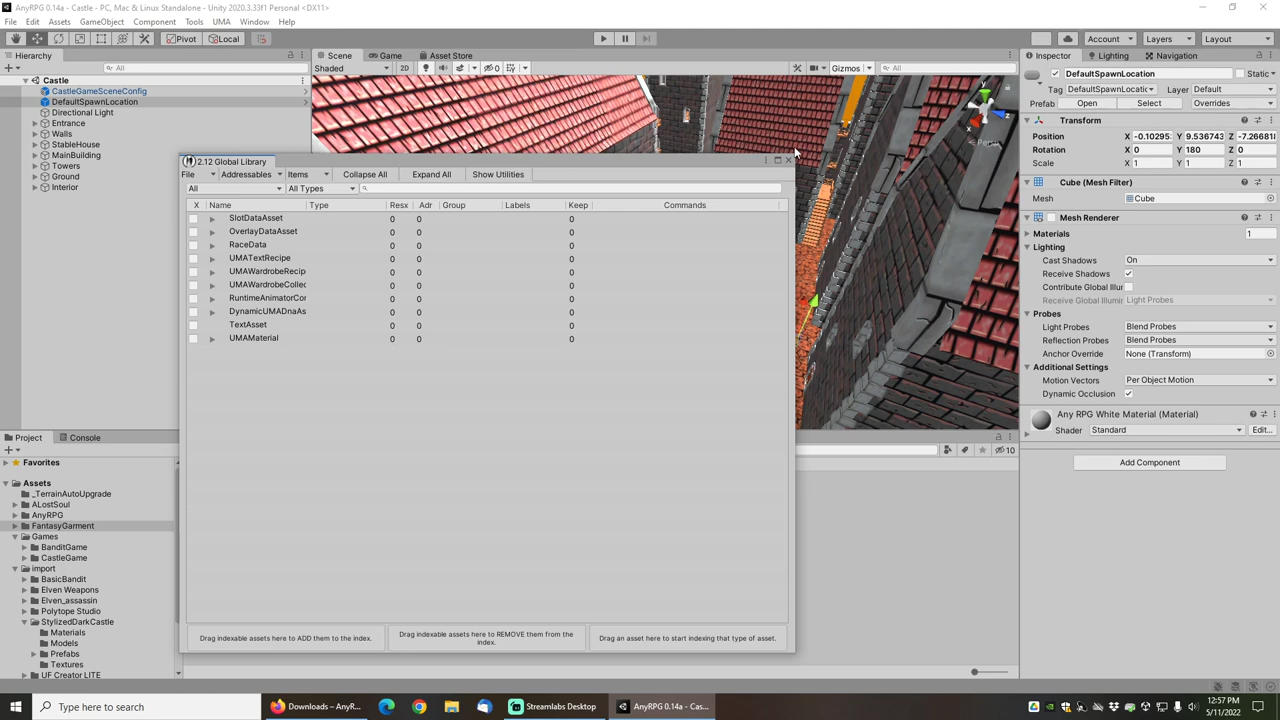 AnyRPG 0.14a - Castle - PC, Mac & Linux Standalone - Unity 2020.3.33f1 Personal <DX11>
File Edit Assets GameObject Component Tools UMA Window Help
Pivot Local Account Layers Layout
Hierarchy Scene Game Asset Store Inspector Lighting Navigation
All Shaded 2D 0 Gizmos All
Castle
CastleGameSceneConfig
DefaultSpawnLocation
Directional Light
Entrance
Walls
StableHouse
MainBuilding
Towers
Ground
Interior
y
x
z
Persp
2.12 Global Library
File Addressables Items Collapse All Expand All Show Utilities
All All Types
X Name Type Resx Adr Group Labels Keep Commands
SlotDataAsset 0 0 0
OverlayDataAsset 0 0 0
RaceData 0 0 0
UMATextRecipe 0 0 0
UMAWardrobeRecip 0 0 0
UMAWardrobeCollec 0 0 0
RuntimeAnimatorCor 0 0 0
DynamicUMADnaAs 0 0 0
TextAsset 0 0 0
UMAMaterial 0 0 0
Drag indexable assets here to ADD them to the index.
Drag indexable assets here to REMOVE them from the index.
Drag an asset here to start indexing that type of asset.
DefaultSpawnLocation Static
Tag DefaultSpawnLocatic Layer Default
Prefab Open Select Overrides
Transform
Position X -0.10295 Y 9.536743 Z -7.266818
Rotation X 0 Y 180 Z 0
Scale X 1 Y 1 Z 1
Cube (Mesh Filter)
Mesh Cube
Mesh Renderer
Materials 1
Lighting
Cast Shadows On
Receive Shadows
Contribute Global Illur
Receive Global Illumir Light Probes
Probes
Light Probes Blend Probes
Reflection Probes Blend Probes
Anchor Override None (Transform)
Additional Settings
Motion Vectors Per Object Motion
Dynamic Occlusion
Any RPG White Material (Material)
Shader Standard Edit...
Add Component
Project Console
10
Favorites
Assets
_TerrainAutoUpgrade
ALostSoul
AnyRPG
FantasyGarment
Games
BanditGame
CastleGame
import
BasicBandit
Elven Weapons
Elven_assassin
Polytope Studio
StylizedDarkCastle
Materials
Models
Prefabs
Textures
UF Creator LITE
Type here to search
Downloads – AnyR...
Streamlabs Desktop
AnyRPG 0.14a - Cas...
12:57 PM
5/11/2022